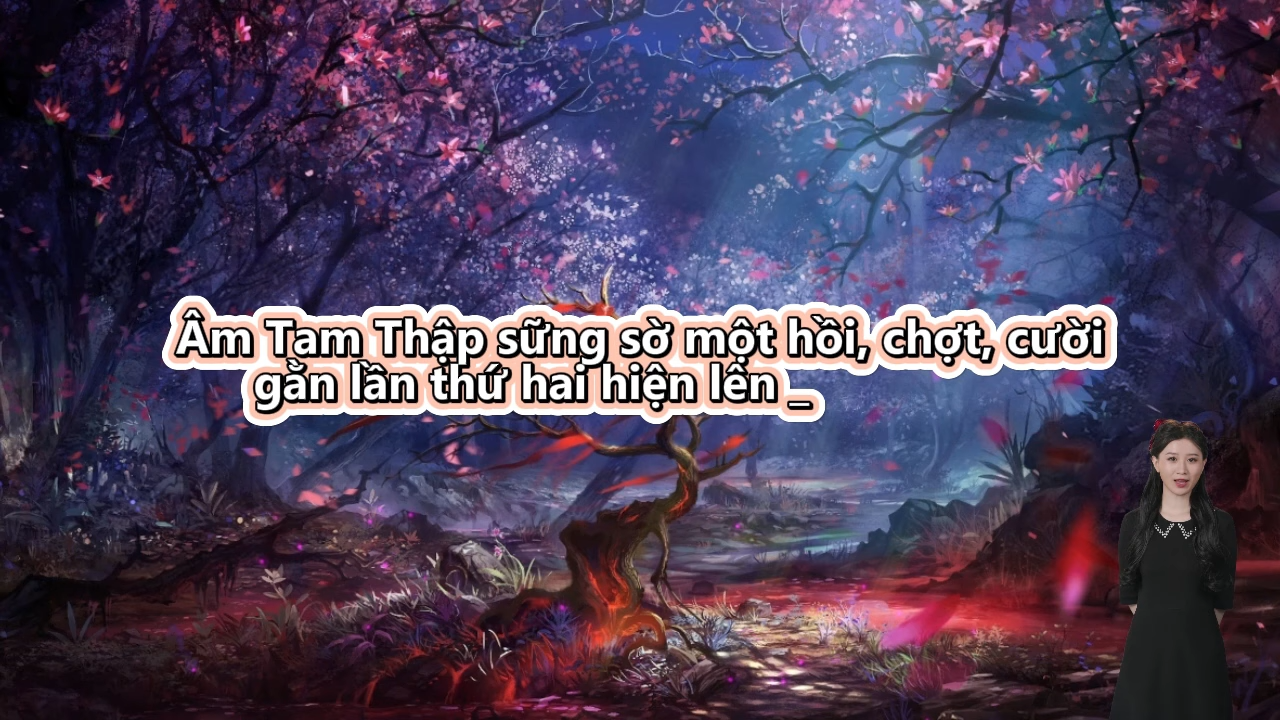 Âm Tam Thập sững sờ một hồi, chợt, cười
gằn lần thứ hai hiện lên _